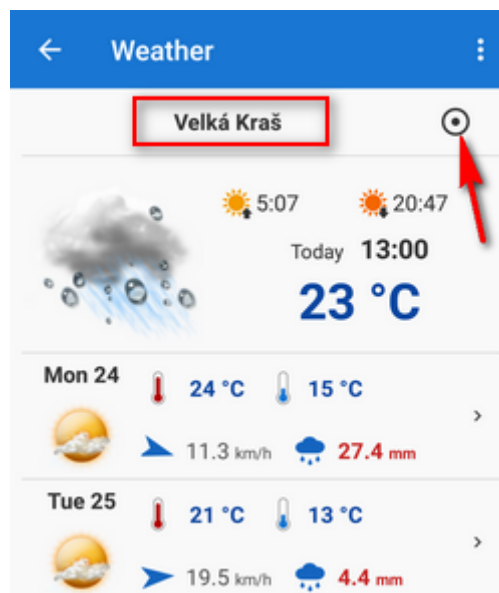 Weather
Velká Kraš
5:07 20:47
Today 13:00
23 °C
Mon 24
24 °C 15 °C
11.3 km/h 27.4 mm
Tue 25
21 °C 13 °C
19.5 km/h 4.4 mm